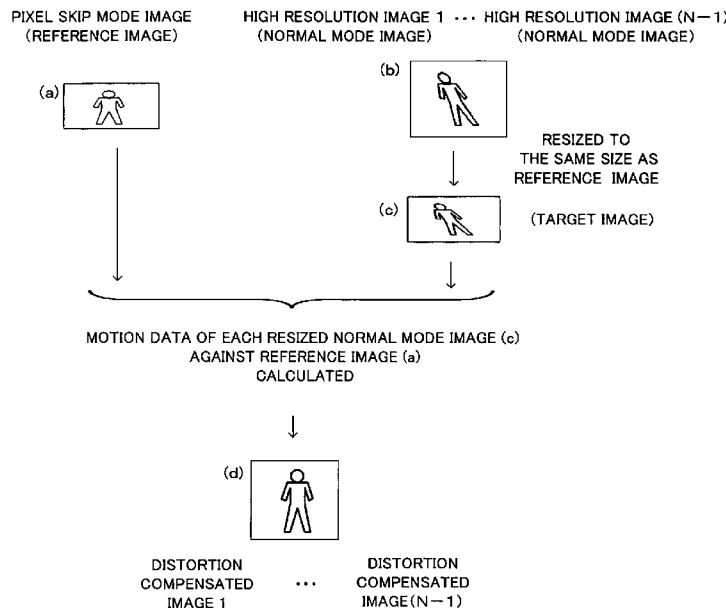 PIXEL SKIP MODE IMAGE
(REFERENCE IMAGE)
HIGH RESOLUTION IMAGE 1 ··· HIGH RESOLUTION IMAGE (N-1)
(NORMAL MODE IMAGE) (NORMAL MODE IMAGE)
(a)
(b)
RESIZED TO
THE SAME SIZE AS
REFERENCE IMAGE
(c)
(TARGET IMAGE)
MOTION DATA OF EACH RESIZED NORMAL MODE IMAGE (c)
AGAINST REFERENCE IMAGE (a)
CALCULATED
(d)
DISTORTION
COMPENSATED
IMAGE 1
···
DISTORTION
COMPENSATED
IMAGE(N-1)